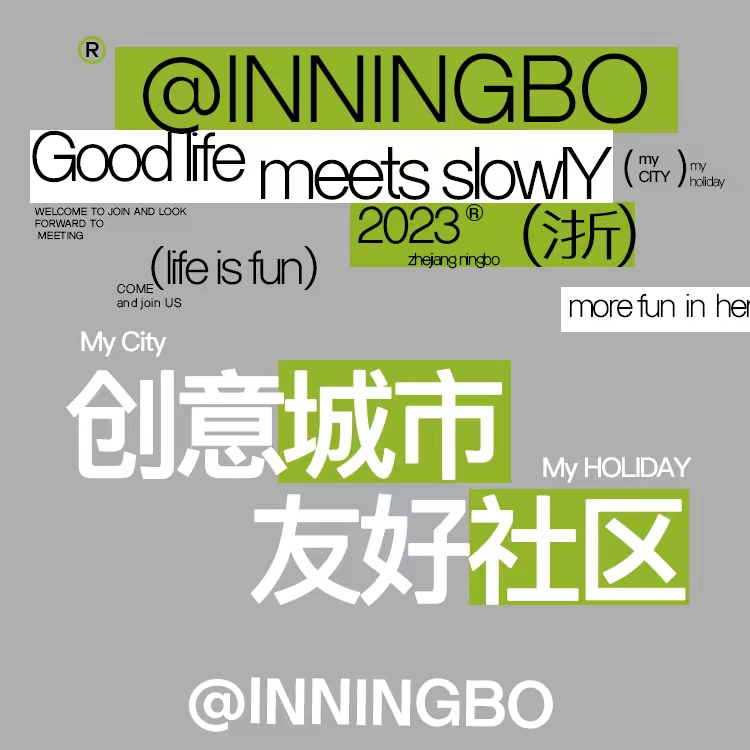 ®
@INNINGBO
Good life meets slowlY
(my CITY)
my holiday
WELCOME TO JOIN AND LOOK
FORWARD TO
MEETING
2023®
(浙)
zhejiang ningbo
(life is fun)
COME
and join US
more fun in her
My City
创意城市
My HOLIDAY
友好社区
@INNINGBO